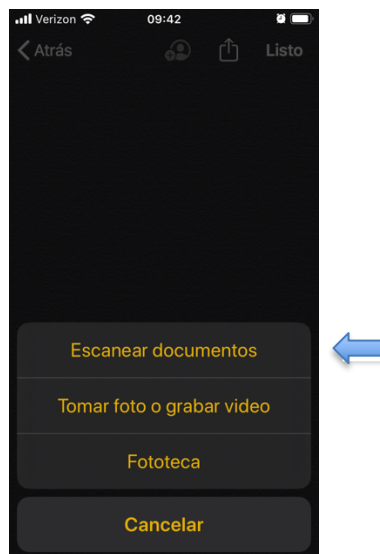 Verizon 09:42
Atrás Listo
Escanear documentos
Tomar foto o grabar video
Fototeca
Cancelar